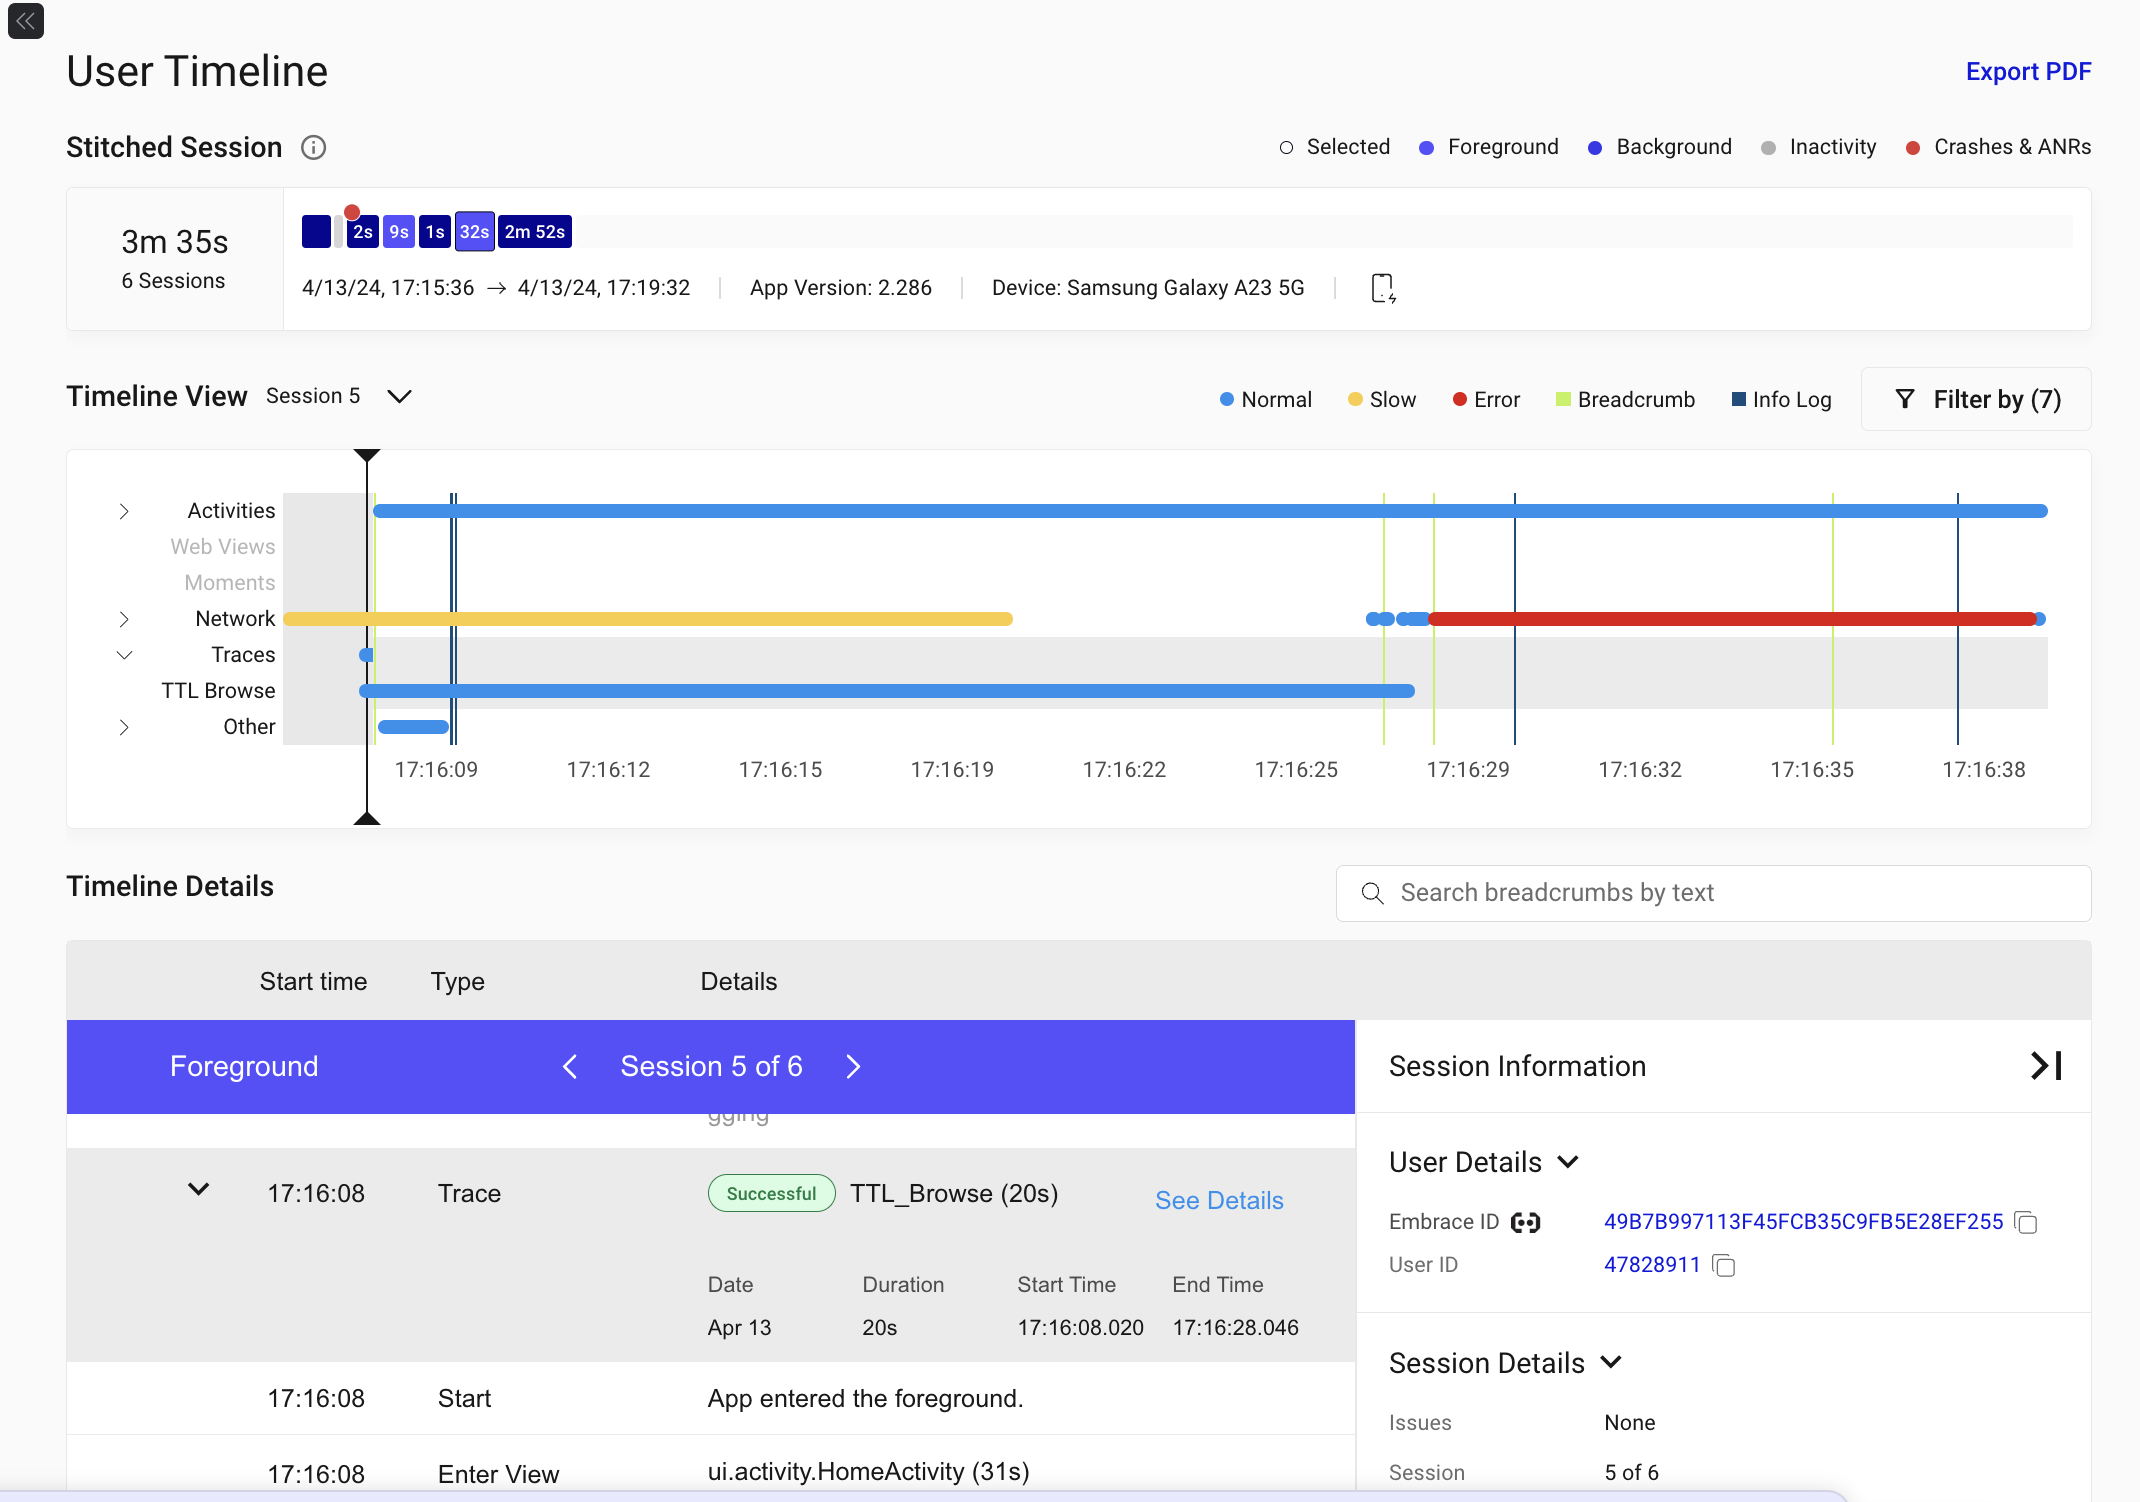 User Timeline
Export PDF
Stitched Session
Selected Foreground Background Inactivity Crashes & ANRs
3m 35s
6 Sessions
2s 9s 1s 32s 2m 52s
4/13/24, 17:15:36 → 4/13/24, 17:19:32 App Version: 2.286 Device: Samsung Galaxy A23 5G
Timeline View Session 5
Normal Slow Error Breadcrumb Info Log Filter by (7)
Activities
Web Views
Moments
Network
Traces
TTL Browse
Other
17:16:09 17:16:12 17:16:15 17:16:19 17:16:22 17:16:25 17:16:29 17:16:32 17:16:35 17:16:38
Timeline Details
Search breadcrumbs by text
Start time Type Details
Foreground Session 5 of 6
gging
17:16:08 Trace Successful TTL_Browse (20s) See Details
Date Duration Start Time End Time
Apr 13 20s 17:16:08.020 17:16:28.046
17:16:08 Start App entered the foreground.
17:16:08 Enter View ui.activity.HomeActivity (31s)
Session Information
User Details
Embrace ID 49B7B997113F45FCB35C9FB5E28EF255
User ID 47828911
Session Details
Issues None
Session 5 of 6